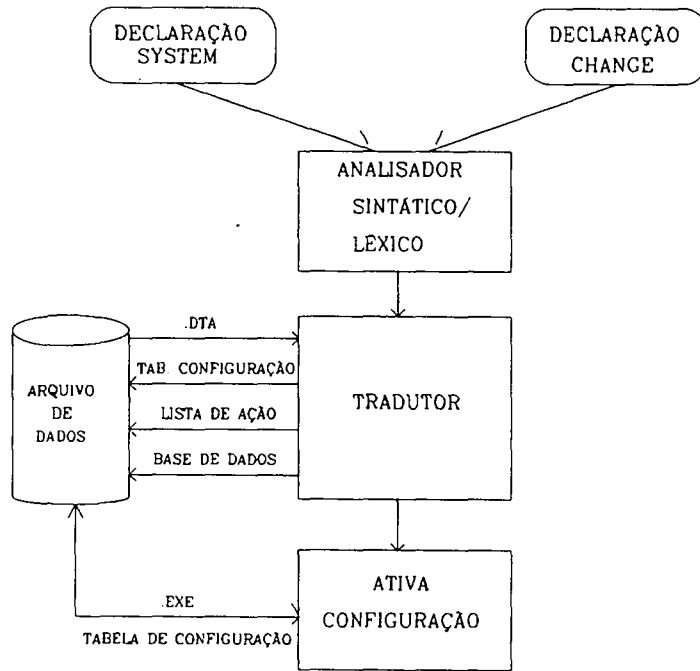 DECLARAÇÃO
SYSTEM
DECLARAÇÃO
CHANGE
ANALISADOR
SINTÁTICO/
LÉXICO
.DTA
TAB. CONFIGURAÇÃO
LISTA DE AÇÃO
BASE DE DADOS
ARQUIVO
DE
DADOS
TRADUTOR
ATIVA
CONFIGURAÇÃO
.EXE
TABELA DE CONFIGURAÇÃO